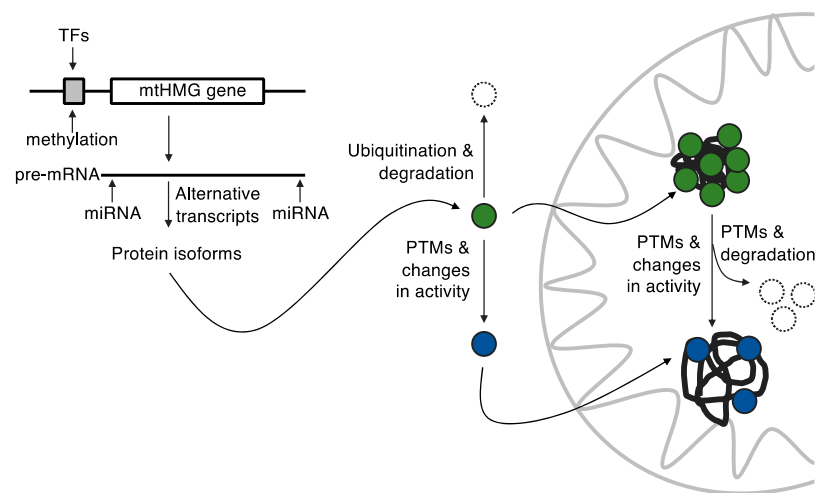 TFs
mtHMG gene
methylation
pre-mRNA
miRNA
Alternative
transcripts
miRNA
Protein isoforms
Ubiquitination &
degradation
PTMs &
changes
in activity
PTMs &
changes
in activity
PTMs &
degradation